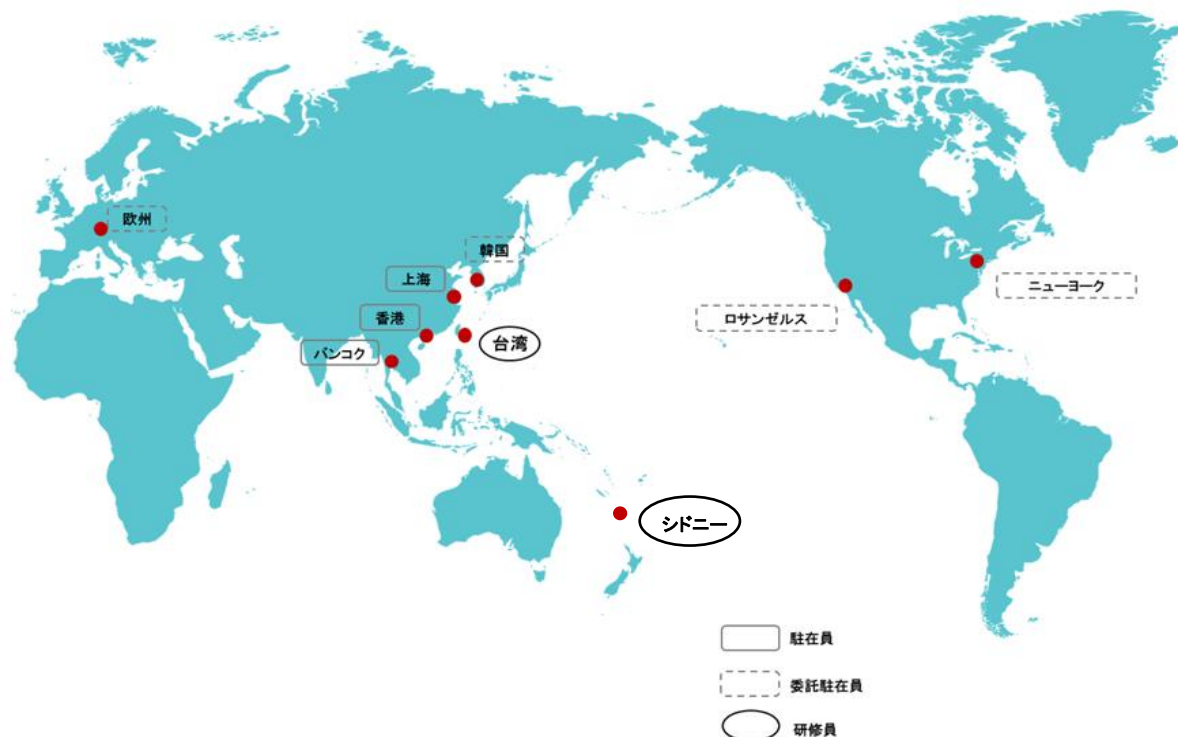 欧州
韓国
上海
香港
台湾
バンコク
ニューヨーク
ロサンゼルス
シドニー
駐在員
委託駐在員
研修員